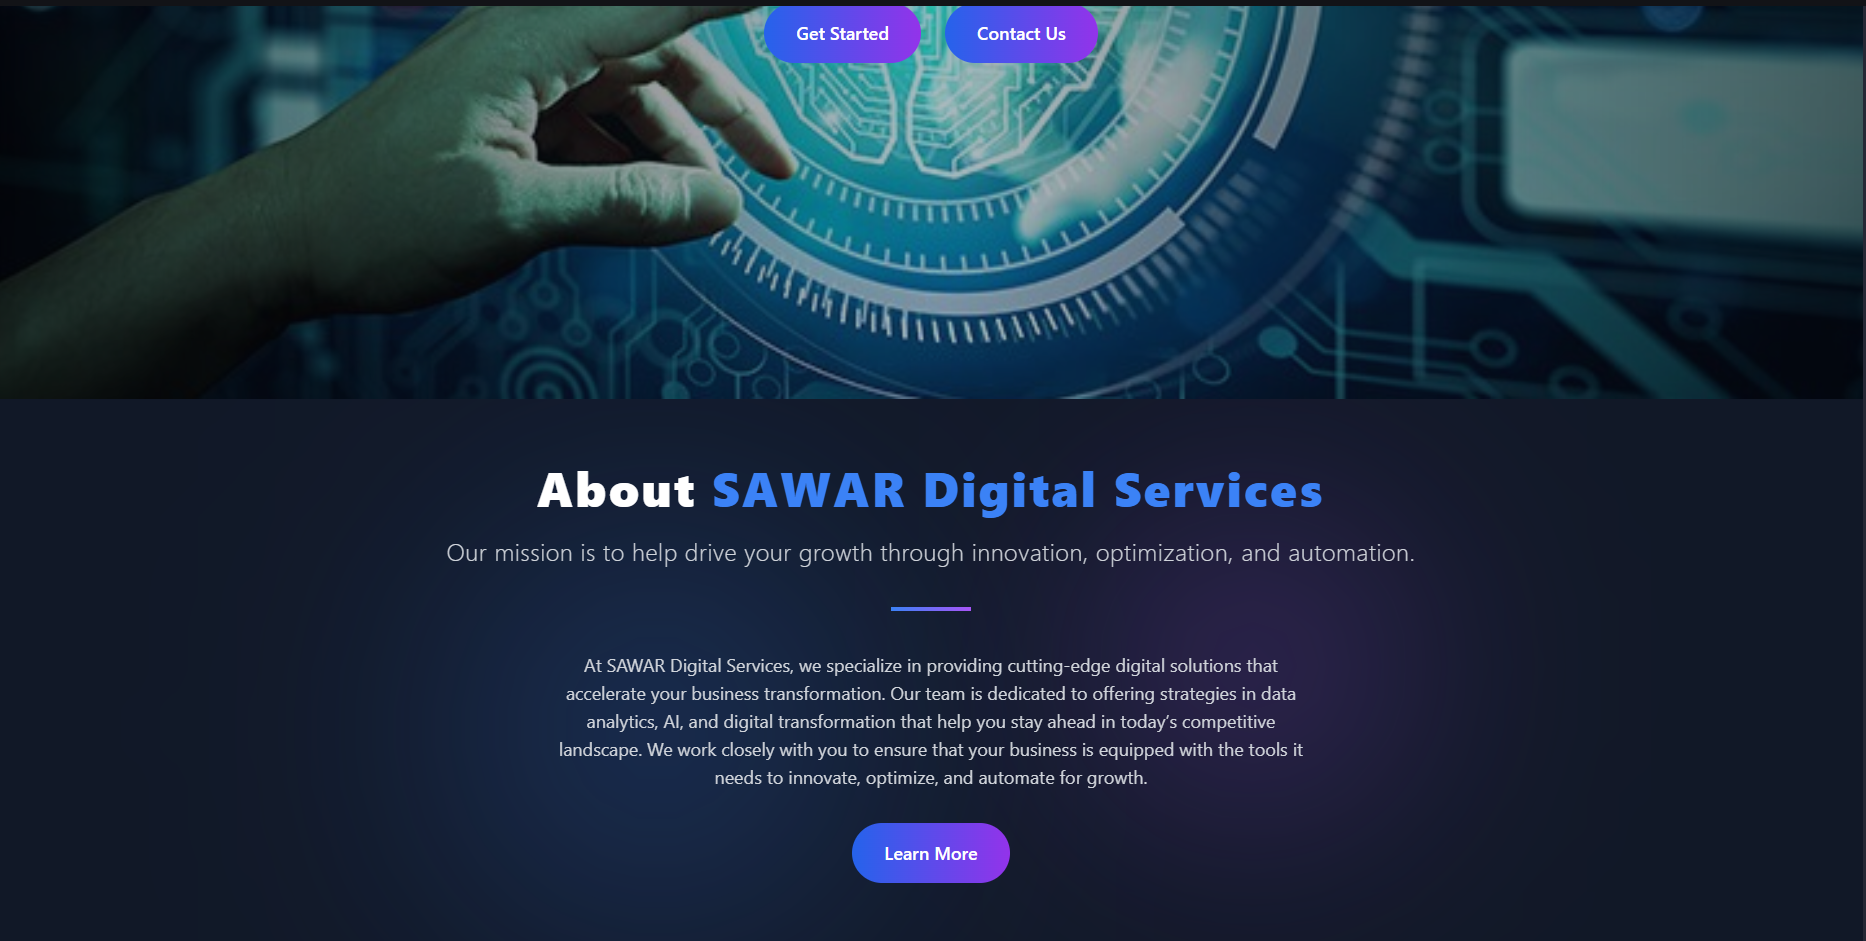 Get Started
Contact Us
About SAWAR Digital Services
Our mission is to help drive your growth through innovation, optimization, and automation.
At SAWAR Digital Services, we specialize in providing cutting-edge digital solutions that
accelerate your business transformation. Our team is dedicated to offering strategies in data
analytics, AI, and digital transformation that help you stay ahead in today’s competitive
landscape. We work closely with you to ensure that your business is equipped with the tools it
needs to innovate, optimize, and automate for growth.
Learn More